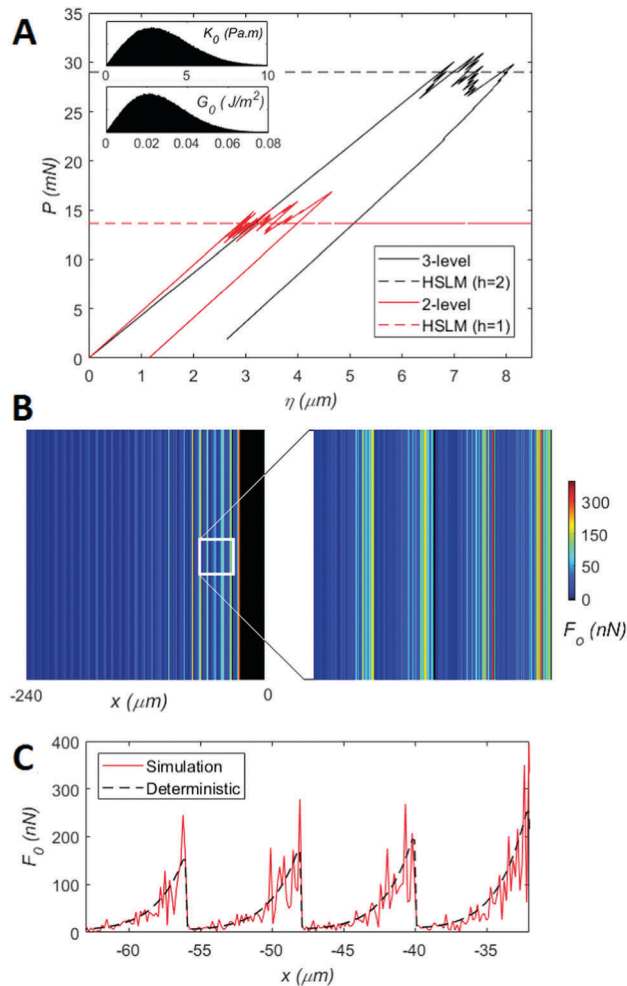 A
K₀ (Pa.m)
0 5 10
G₀ (J/m²)
0 0.02 0.04 0.06 0.08
P (mN)
35
30
25
20
15
10
5
0
3-level
HSLM (h=2)
2-level
HSLM (h=1)
0 1 2 3 4 5 6 7 8
η (μm)
B
300
150
50
0
F₀ (nN)
-240 x (μm) 0
C
400
300
200
100
0
F₀ (nN)
Simulation
Deterministic
-60 -55 -50 -45 -40 -35
x (μm)